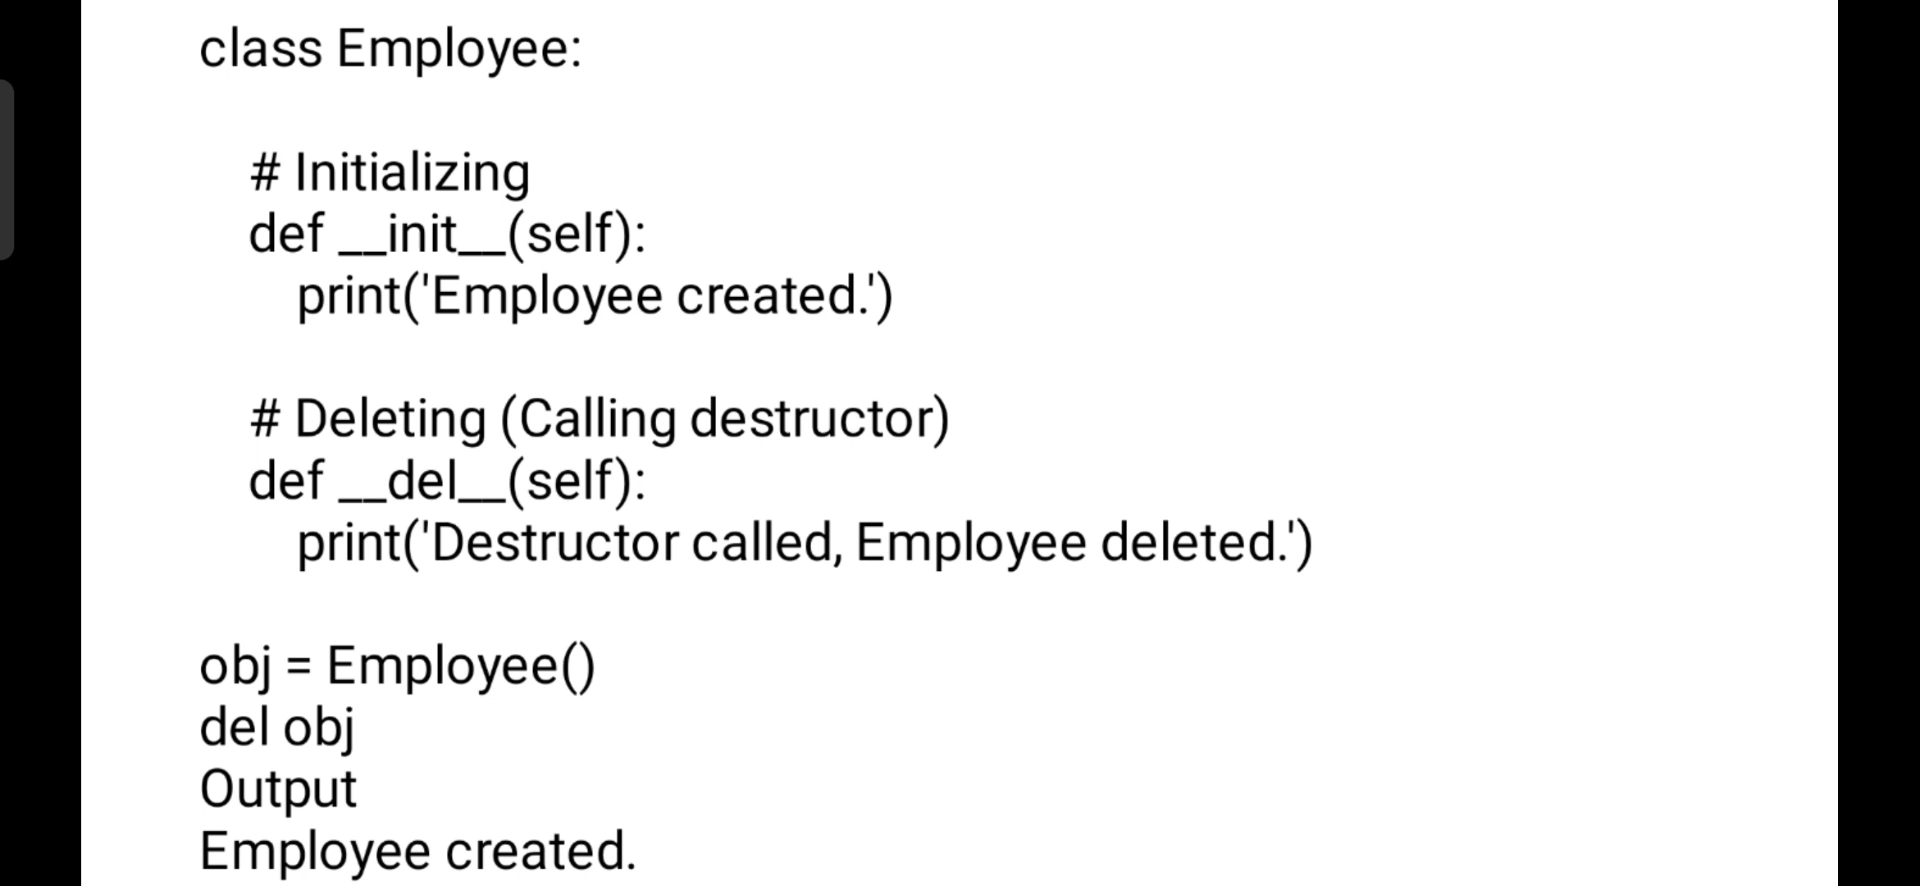 class Employee:
# Initializing
def __init__(self):
print('Employee created.')
# Deleting (Calling destructor)
def __del__(self):
print('Destructor called, Employee deleted.')
obj = Employee()
del obj
Output
Employee created.